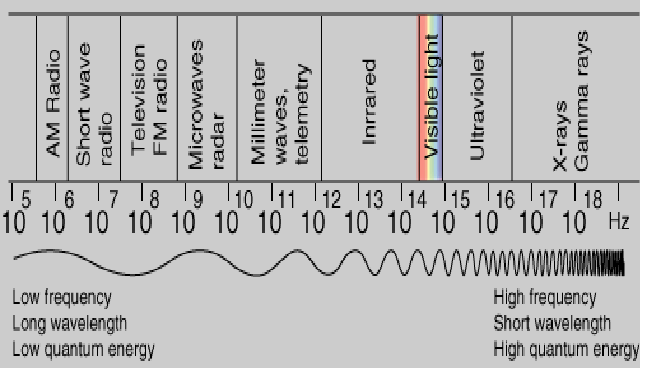 AM Radio
Short wave
radio
Television
FM radio
Microwaves
radar
Millimeter
waves,
telemetry
Inrrared
Visible light
Ultraviolet
X-rays
Gamma rays
5 6 7 8 9 10 11 12 13 14 15 16 17 18
10 10 10 10 10 10 10 10 10 10 10 10 10 10 Hz
Low frequency
Long wavelength
Low quantum energy
High frequency
Short wavelength
High quantum energy